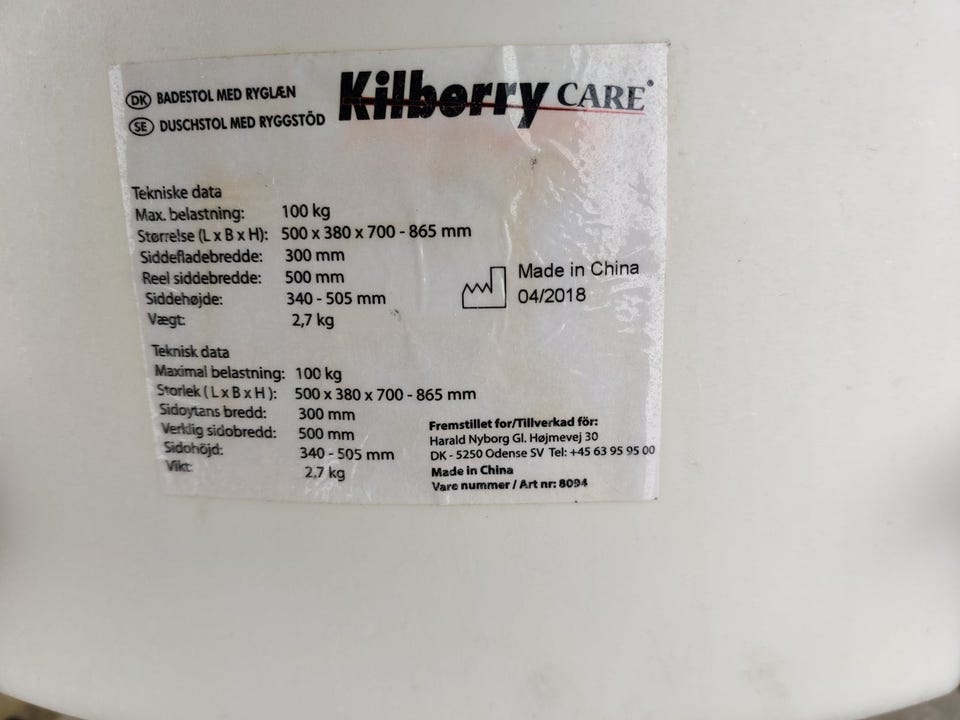 DK BADESTOL MED RYGLÆN
SE DUSCHSTOL MED RYGGSTÖD
Kilberry CARE®
Tekniske data
Max. belastning: 100 kg
Størrelse (L x B x H): 500 x 380 x 700 - 865 mm
Siddefladebredde: 300 mm
Reel siddebredde: 500 mm
Siddehøjde: 340 - 505 mm
Vægt: 2,7 kg
Made in China
04/2018
Teknisk data
Maximal belastning: 100 kg
Storlek ( L x B x H ): 500 x 380 x 700 - 865 mm
Sidoytans bredd: 300 mm
Verklig sidobredd: 500 mm
Sidohöjd: 340 - 505 mm
Vikt: 2,7 kg
Fremstillet for/Tillverkad för:
Harald Nyborg Gl. Højmevej 30
DK - 5250 Odense SV Tel: +45 63 95 95 00
Made in China
Vare nummer / Art nr: 8094